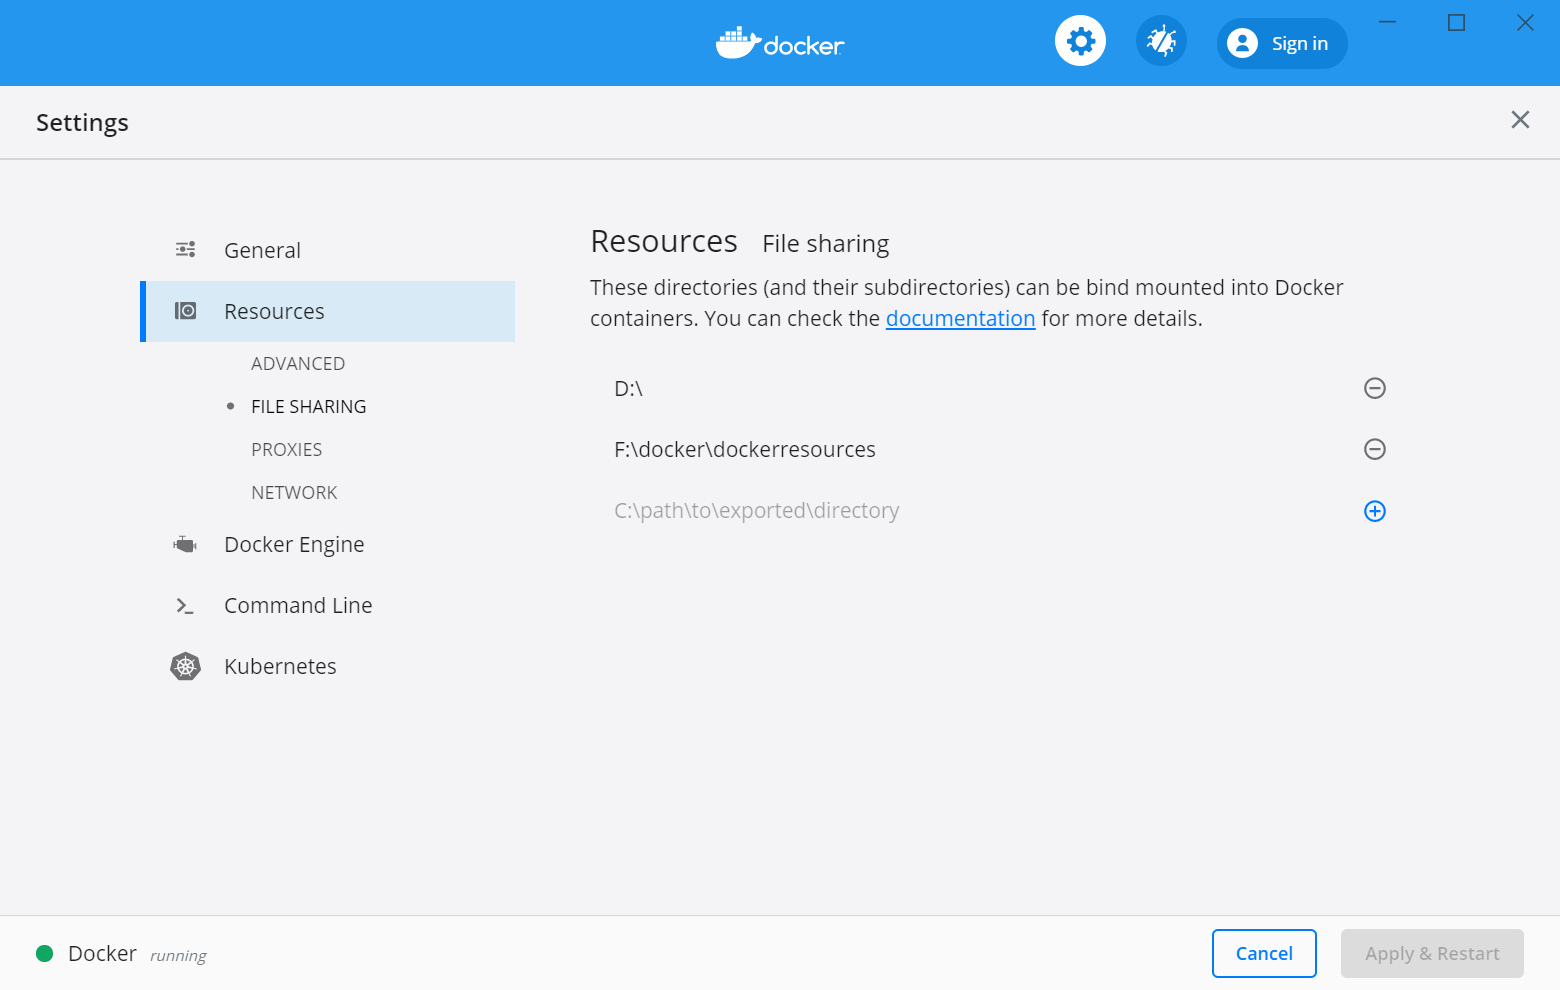 docker
Sign in
Settings
General
Resources
ADVANCED
FILE SHARING
PROXIES
NETWORK
Docker Engine
Command Line
Kubernetes
Resources File sharing
These directories (and their subdirectories) can be bind mounted into Docker
containers. You can check the documentation for more details.
D:\
F:\docker\dockerresources
C:\path\to\exported\directory
Docker running
Cancel
Apply & Restart